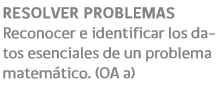 RESOLVER PROBLEMAS
Reconocer e identificar los da-
tos esenciales de un problema
matemático. (OA a)